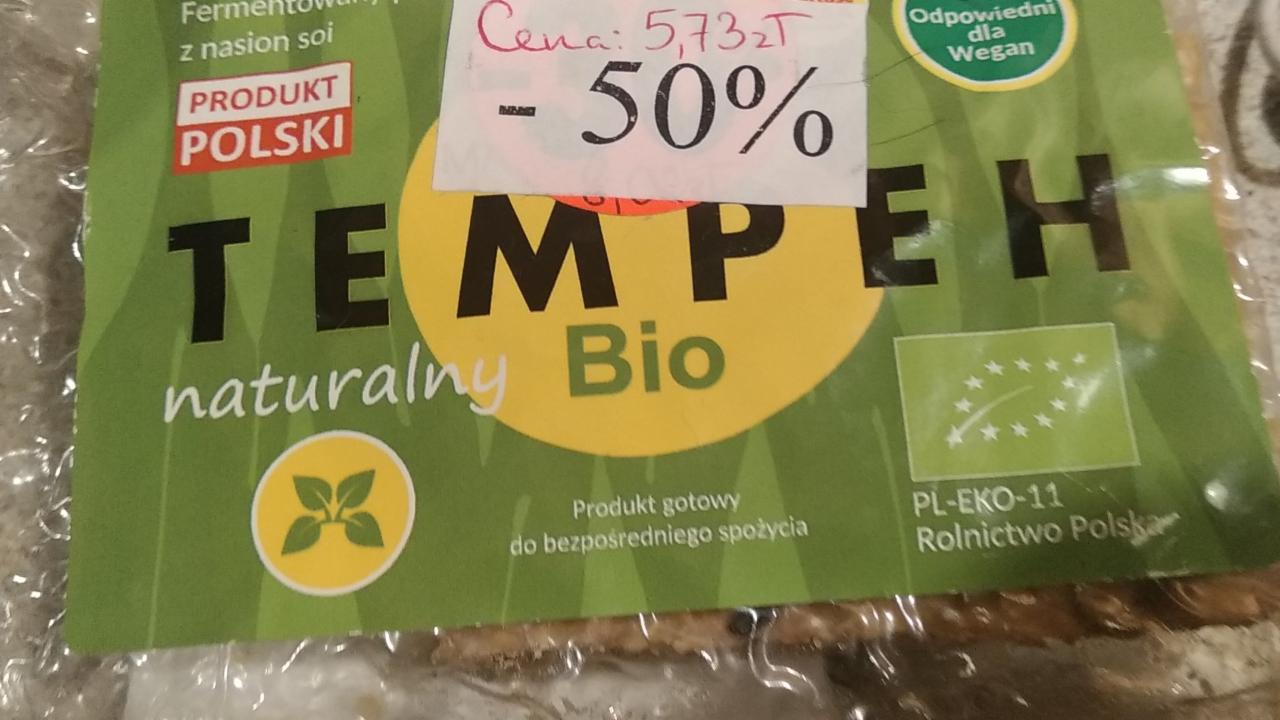 Fermentowany
z nasion soi
PRODUKT
POLSKI
Cena: 5,73zł
- 50%
Odpowiedni
dla
Wegan
TEMPEH
naturalny
Bio
Produkt gotowy
do bezpośredniego spożycia
PL-EKO-11
Rolnictwo Polska